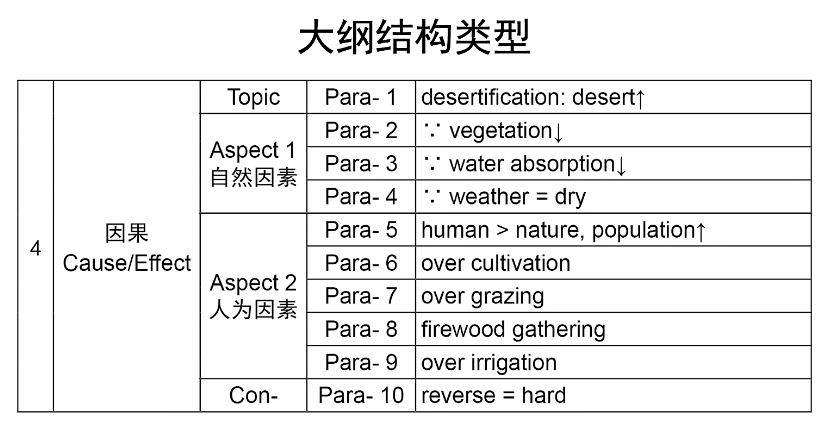 大纲结构类型
Topic Para- 1 desertification: desert↑
Para- 2 ∵ vegetation↓
Aspect 1
自然因素
Para- 3 ∵ water absorption↓
Para- 4 ∵ weather = dry
4
因果
Cause/Effect
Para- 5 human > nature, population↑
Para- 6 over cultivation
Aspect 2
人为因素
Para- 7 over grazing
Para- 8 firewood gathering
Para- 9 over irrigation
Con- Para- 10 reverse = hard